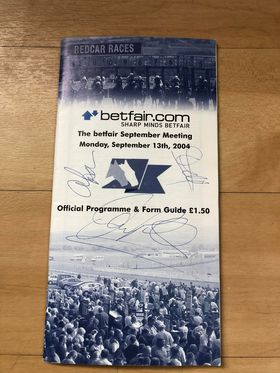 REDCAR RACES
betfair.com
SHARP MINDS BETFAIR
The betfair September Meeting
Monday, September 13th, 2004
Official Programme & Form Guide £1.50